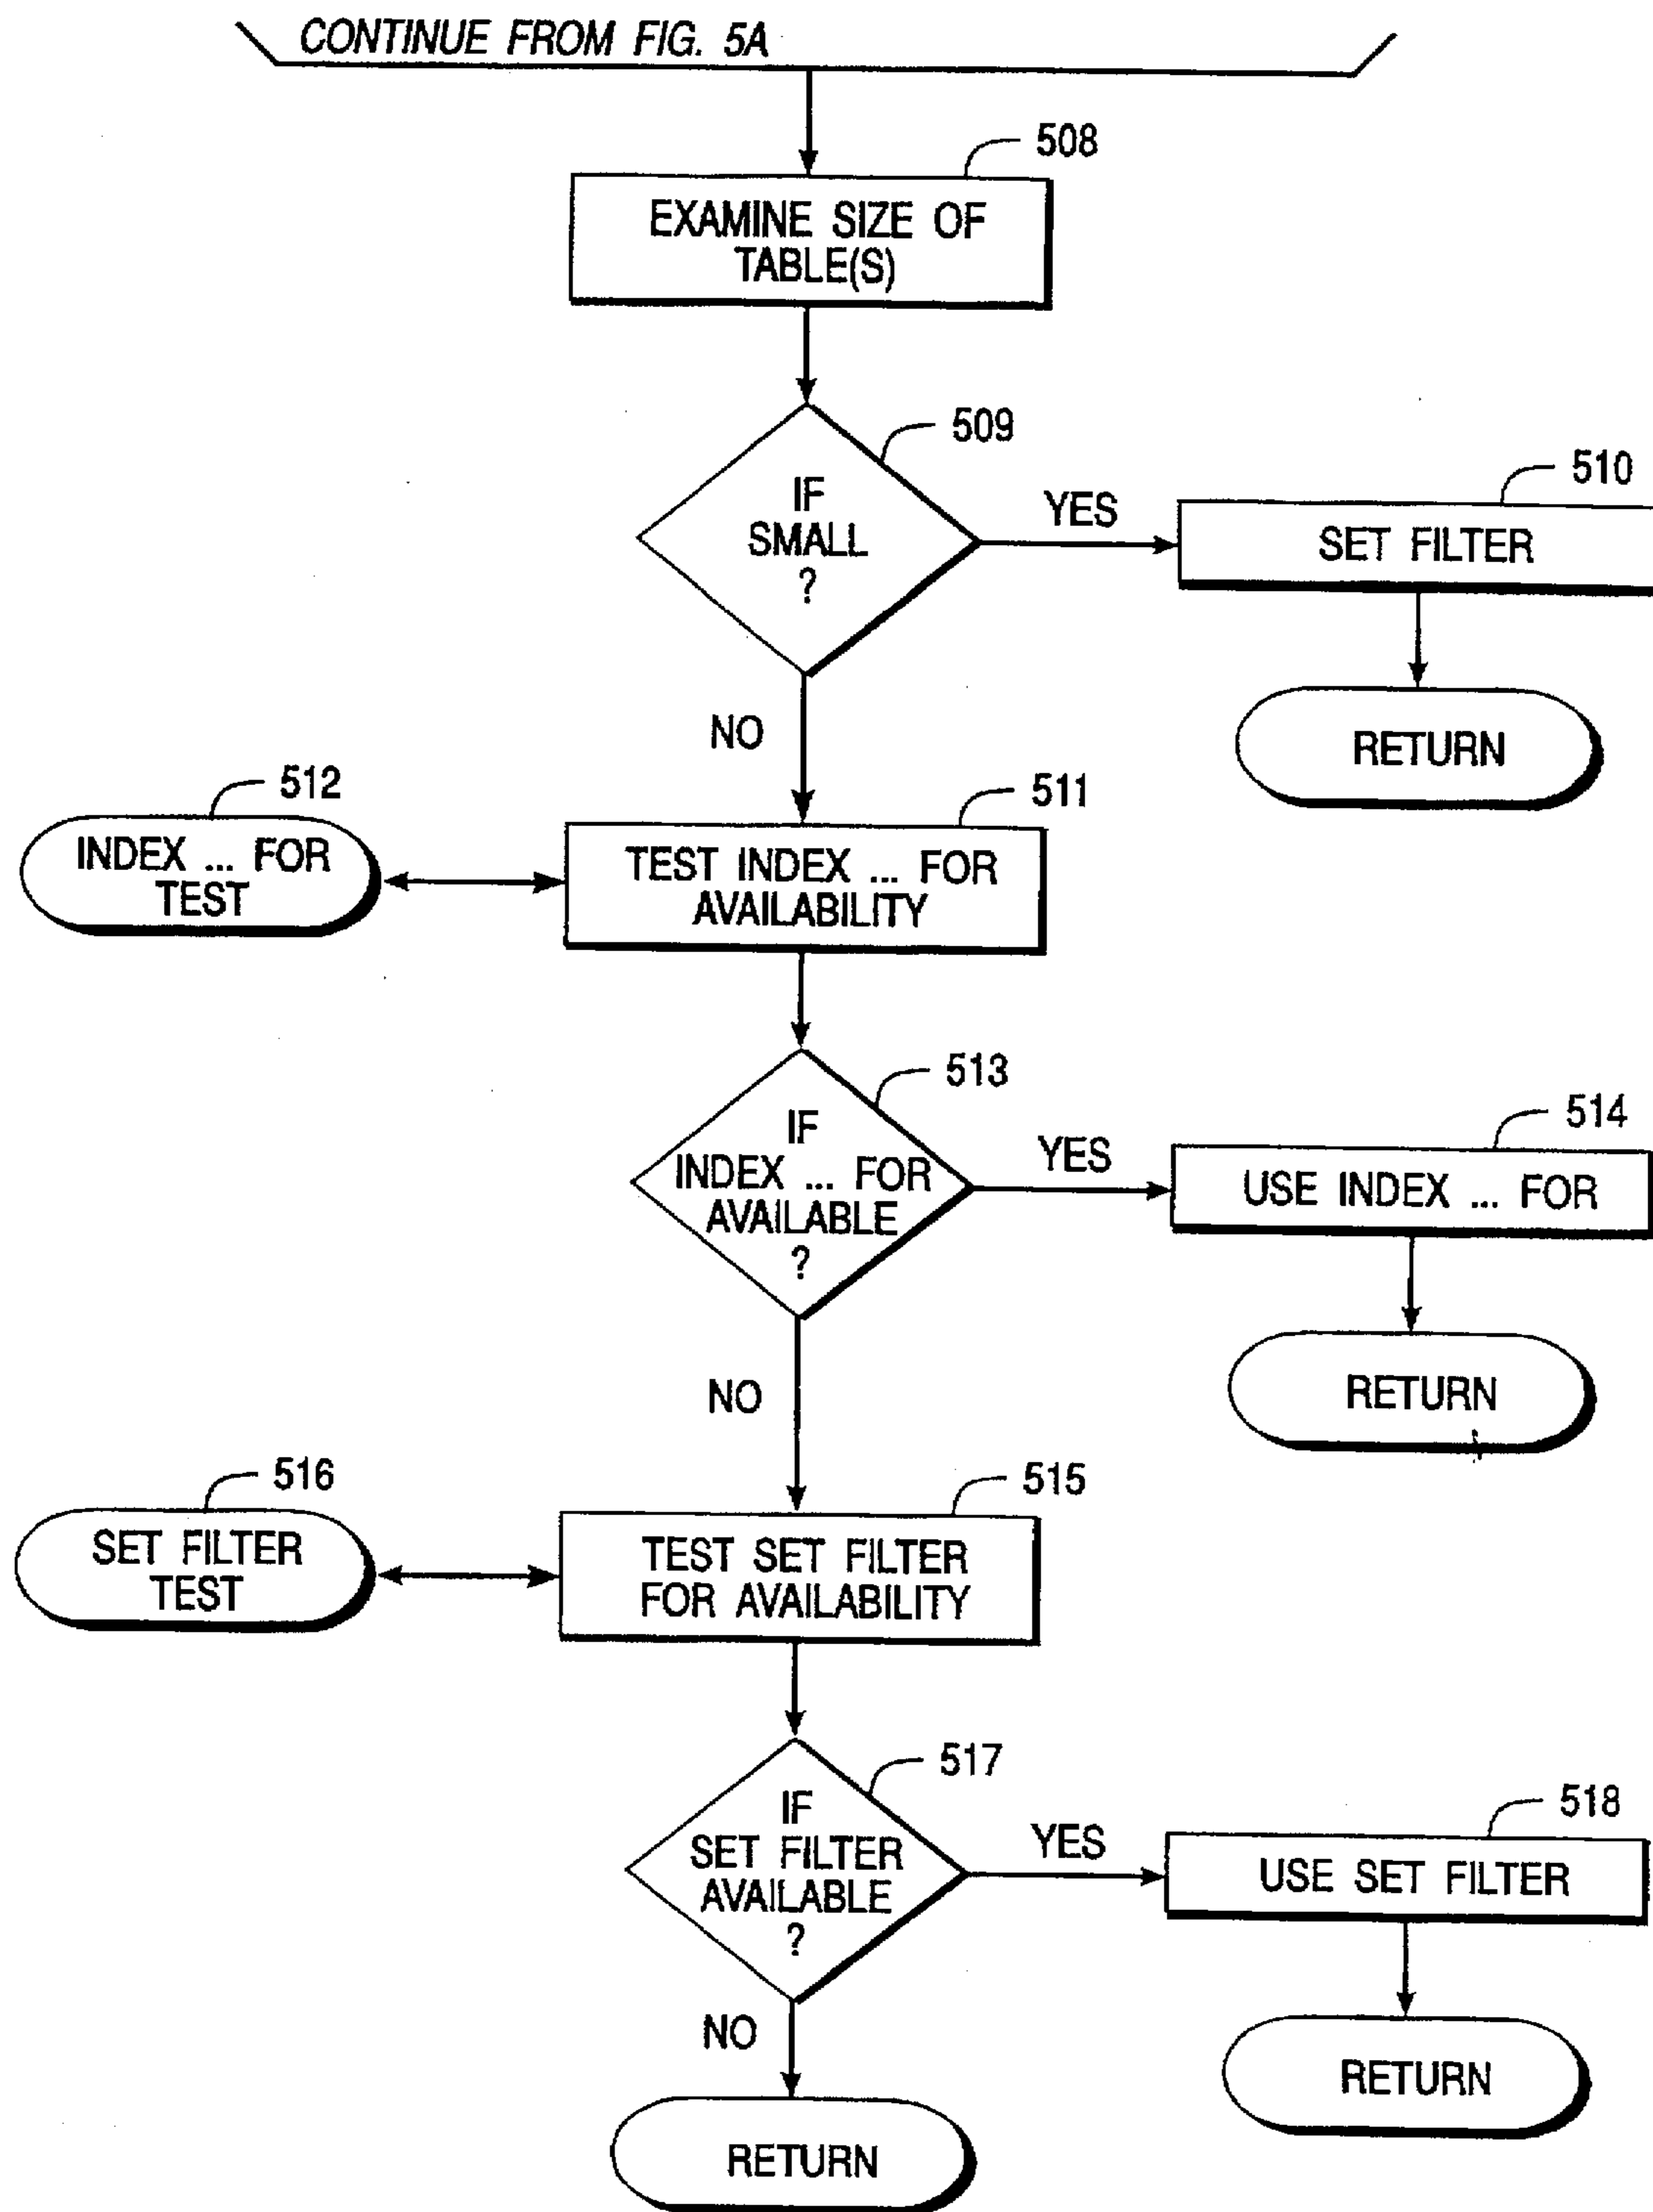 CONTINUE FROM FIG. 5A
508
EXAMINE SIZE OF
TABLE(S)
509
IF
SMALL
?
YES
510
SET FILTER
RETURN
NO
512
INDEX ... FOR
TEST
511
TEST INDEX ... FOR
AVAILABILITY
513
IF
INDEX ... FOR
AVAILABLE
?
YES
514
USE INDEX ... FOR
RETURN
NO
516
SET FILTER
TEST
515
TEST SET FILTER
FOR AVAILABILITY
517
IF
SET FILTER
AVAILABLE
?
YES
518
USE SET FILTER
RETURN
NO
RETURN